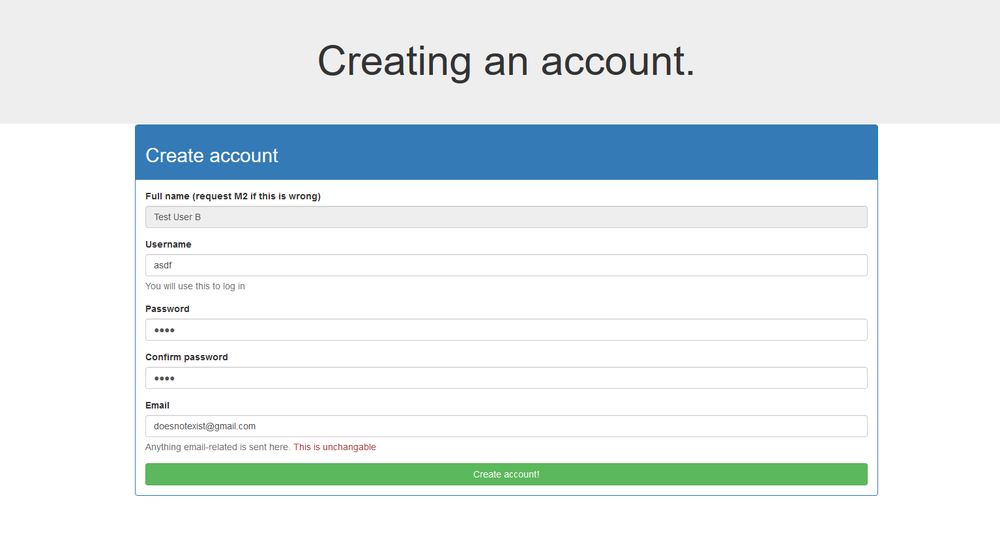 Creating an account.
Create account
Full name (request M2 if this is wrong)
Test User B
Username
asdf
You will use this to log in
Password
••••
Confirm password
••••
Email
doesnotexist@gmail.com
Anything email-related is sent here. This is unchangable
Create account!